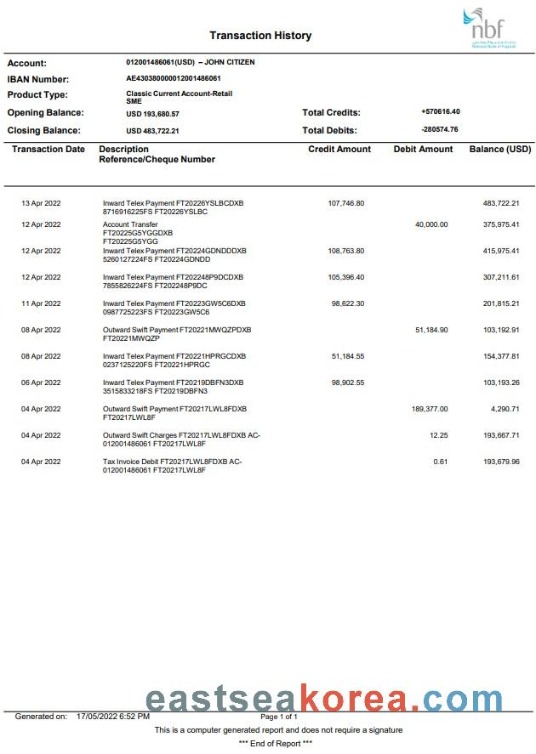 nbf
Transaction History
Account: 012001486061(USD) – JOHN CITIZEN
IBAN Number: AE430380000012001486061
Product Type: Classic Current Account-Retail
SME
Opening Balance: USD 193,680.57 Total Credits: +570616.40
Closing Balance: USD 483,722.21 Total Debits: -280574.76
Transaction Date Description Credit Amount Debit Amount Balance (USD)
Reference/Cheque Number
13 Apr 2022 Inward Telex Payment FT20226YSLBCDXB 107,746.80 483,722.21
8716916225FS FT20226YSLBC
12 Apr 2022 Account Transfer 40,000.00 375,975.41
FT20225G5YGGDXB
FT20225G5YGG
12 Apr 2022 Inward Telex Payment FT20224GDNDDDXB 108,763.80 415,975.41
5260127224FS FT20224GDNDD
12 Apr 2022 Inward Telex Payment FT202248P9DCDXB 105,396.40 307,211.61
7855826224FS FT202248P9DC
11 Apr 2022 Inward Telex Payment FT20223GW5C6DXB 98,622.30 201,815.21
0987725223FS FT20223GW5C6
08 Apr 2022 Outward Swift Payment FT20221MWQZPDXB 51,184.90 103,192.91
FT20221MWQZP
08 Apr 2022 Inward Telex Payment FT20221HPRGCDXB 51,184.55 154,377.81
0237125220FS FT20221HPRGC
06 Apr 2022 Inward Telex Payment FT20219DBFN3DXB 98,902.55 103,193.26
3515833218FS FT20219DBFN3
04 Apr 2022 Outward Swift Payment FT20217LWL8FDXB 189,377.00 4,290.71
FT20217LWL8F
04 Apr 2022 Outward Swift Charges FT20217LWL8FDXB AC- 12.25 193,667.71
012001486061 FT20217LWL8F
04 Apr 2022 Tax Invoice Debit FT20217LWL8FDXB AC- 0.61 193,679.96
012001486061 FT20217LWL8F
eastseakorea.com
Generated on: 17/05/2022 6:52 PM Page 1 of 1
This is a computer generated report and does not require a signature
*** End of Report ***